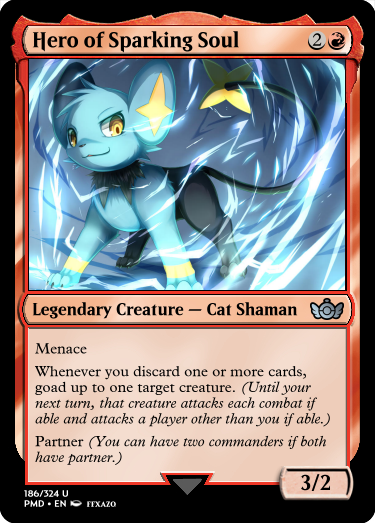 Hero of Sparking Soul 2
Legendary Creature — Cat Shaman
Menace
Whenever you discard one or more cards,
goad up to one target creature. (Until your
next turn, that creature attacks each combat if
able and attacks a player other than you if able.)
Partner (You can have two commanders if both
have partner.)
3/2
186/324 U
PMD • EN ITXAZO